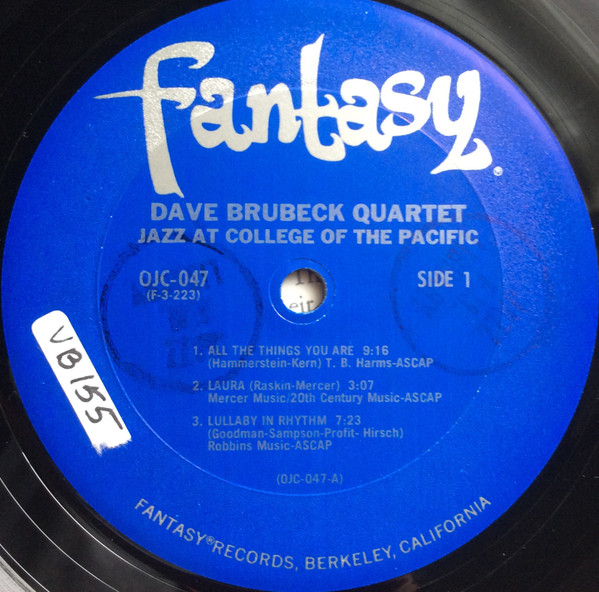 fantasy®
DAVE BRUBECK QUARTET
JAZZ AT COLLEGE OF THE PACIFIC
OJC-047
(F-3-223)
SIDE 1
eir
1. ALL THE THINGS YOU ARE 9:16
(Hammerstein-Kern) T. B. Harms-ASCAP
2. LAURA (Raskin-Mercer) 3:07
Mercer Music/20th Century Music-ASCAP
3. LULLABY IN RHYTHM 7:23
(Goodman-Sampson-Profit- Hirsch)
Robbins Music-ASCAP
VB155
(OJC-047-A)
FANTASY® RECORDS, BERKELEY, CALIFORNIA